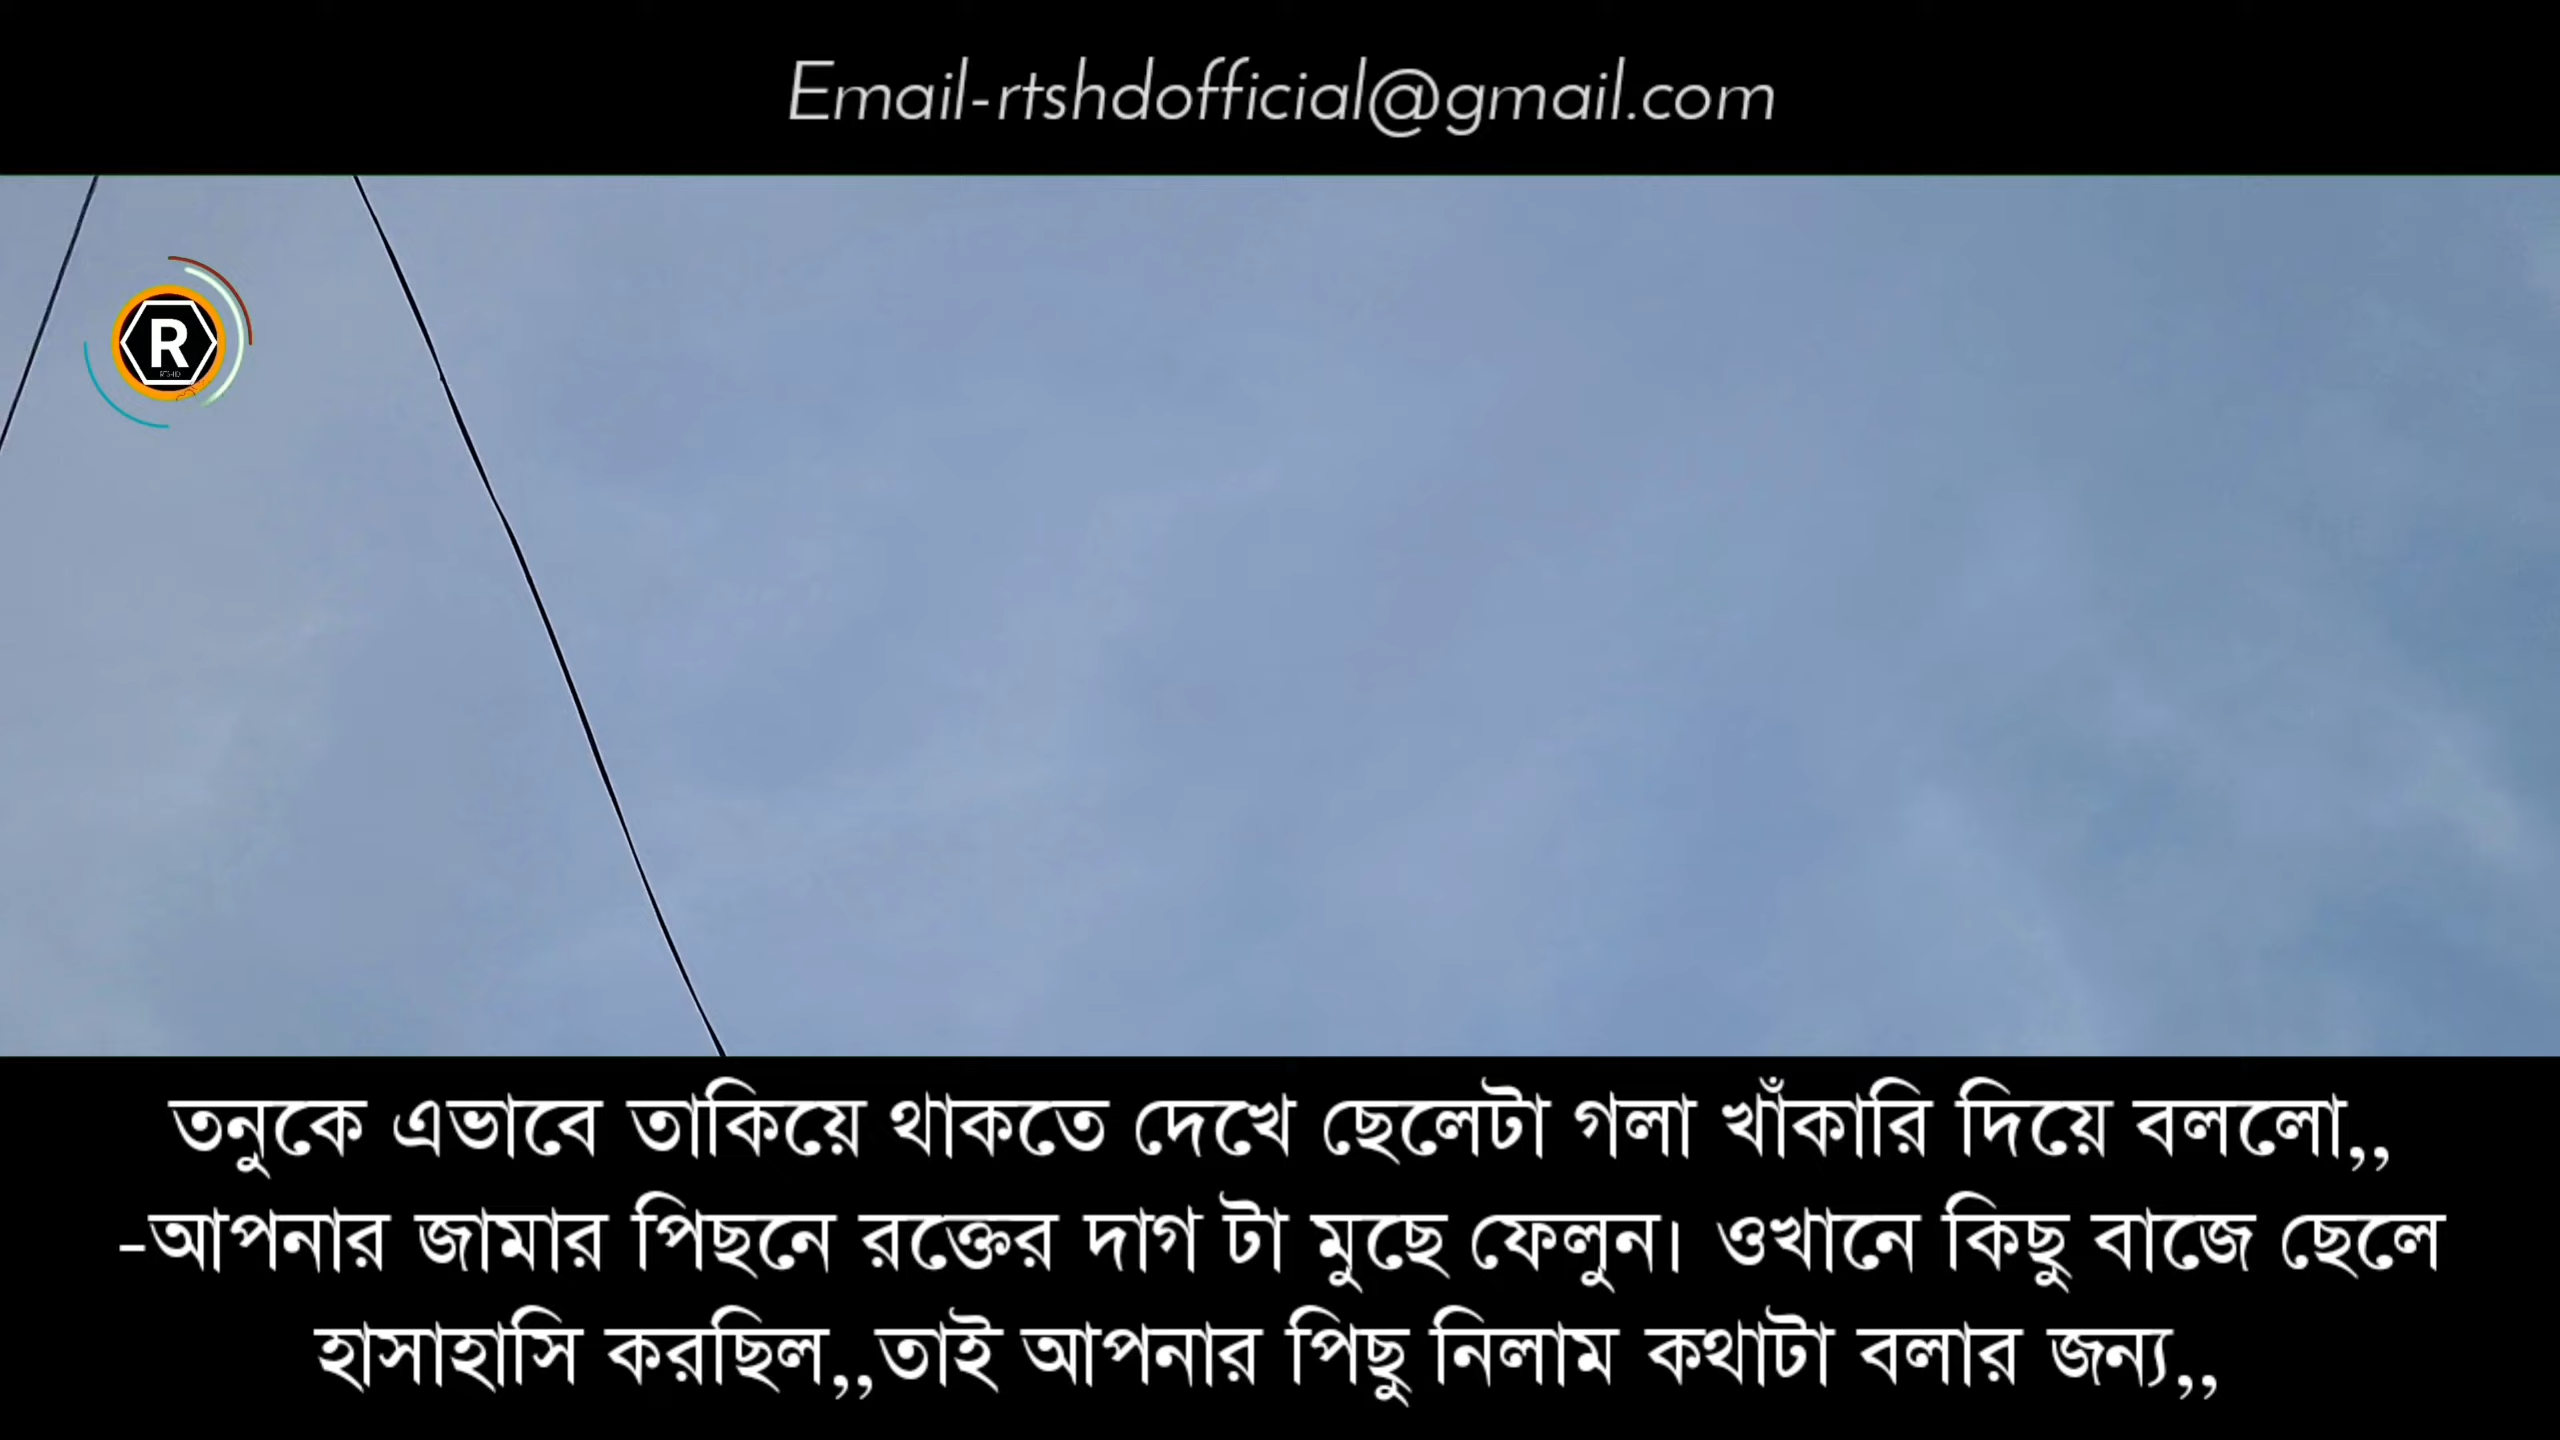 Email-rtshdofficial@gmail.com
R
তনুকে এভাবে তাকিয়ে থাকতে দেখে ছেলেটা গলা খাঁকারি দিয়ে বললো,,
-আপনার জামার পিছনে রক্তের দাগ টা মুছে ফেলুন। ওখানে কিছু বাজে ছেলে
হাসাহাসি করছিল,,তাই আপনার পিছু নিলাম কথাটা বলার জন্য,,